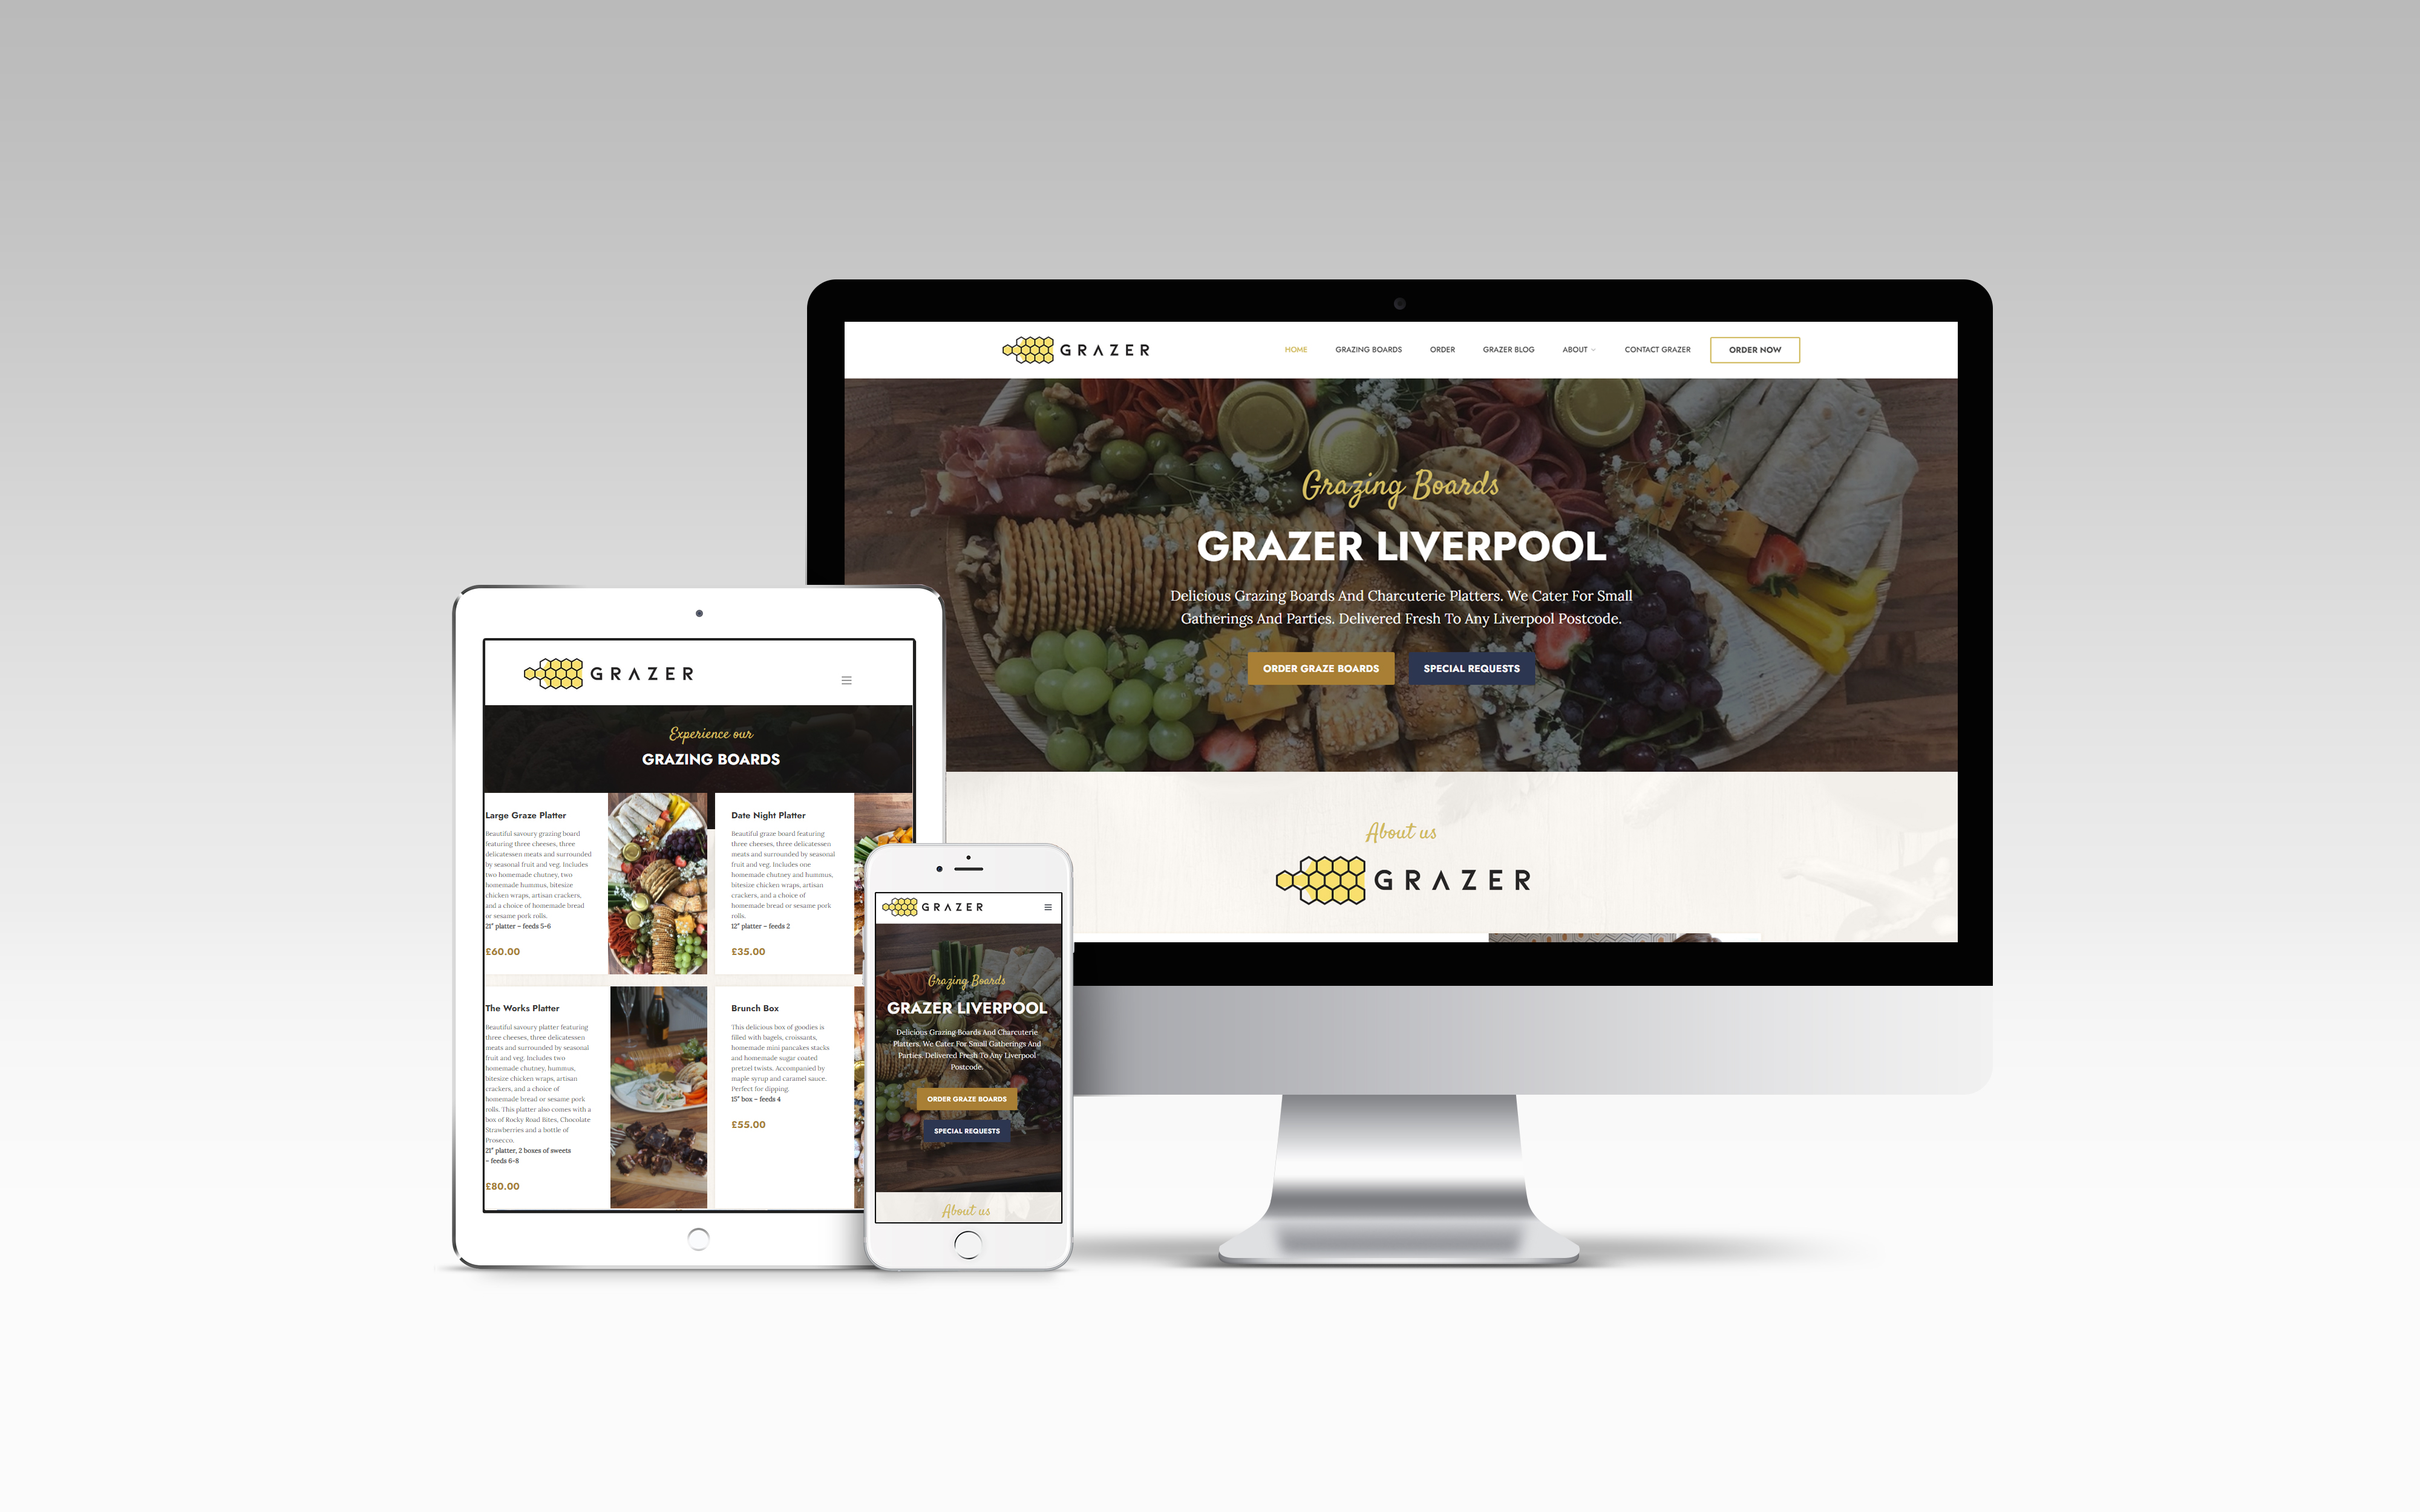 GRAZER
HOME
GRAZING BOARDS
ORDER
GRAZER BLOG
ABOUT
CONTACT GRAZER
ORDER NOW
Grazing Boards
GRAZER LIVERPOOL
Delicious Grazing Boards And Charcuterie Platters. We Cater For Small
Gatherings And Parties. Delivered Fresh To Any Liverpool Postcode.
ORDER GRAZE BOARDS
SPECIAL REQUESTS
About us
GRAZER
GRAZER
Experience our
GRAZING BOARDS
Large Graze Platter
Beautiful savoury grazing board
featuring three cheeses, three
delicatessen meats and surrounded
by seasonal fruit and veg. Includes
two homemade chutney, two
homemade hummus, bitesize
chicken wraps, artisan crackers,
and a choice of homemade bread
or sesame pork rolls.
21" platter – feeds 5-6
£60.00
Date Night Platter
Beautiful graze board featuring
three cheeses, three delicatessen
meats and surrounded by seasonal
fruit and veg. Includes one
homemade chutney and hummus,
bitesize chicken wraps, artisan
crackers, and a choice of
homemade bread or sesame pork
rolls.
12" platter – feeds 2
£35.00
The Works Platter
Beautiful savoury platter featuring
three cheeses, three delicatessen
meats and surrounded by seasonal
fruit and veg. Includes two
homemade chutney, hummus,
bitesize chicken wraps, artisan
crackers, and a choice of
homemade bread or sesame pork
rolls. This platter also comes with a
box of Rocky Road Bites, Chocolate
Strawberries and a bottle of
Prosecco.
21" platter, 2 boxes of sweets
– feeds 6-8
£80.00
Brunch Box
This delicious box of goodies is
filled with bagels, croissants,
homemade mini pancakes stacks
and homemade sugar coated
pretzel twists. Accompanied by
maple syrup and caramel sauce.
Perfect for dipping.
15" box – feeds 4
£55.00
GRAZER
Grazing Boards
GRAZER LIVERPOOL
Delicious Grazing Boards And Charcuterie
Platters. We Cater For Small Gatherings And
Parties. Delivered Fresh To Any Liverpool
Postcode.
ORDER GRAZE BOARDS
SPECIAL REQUESTS
About us